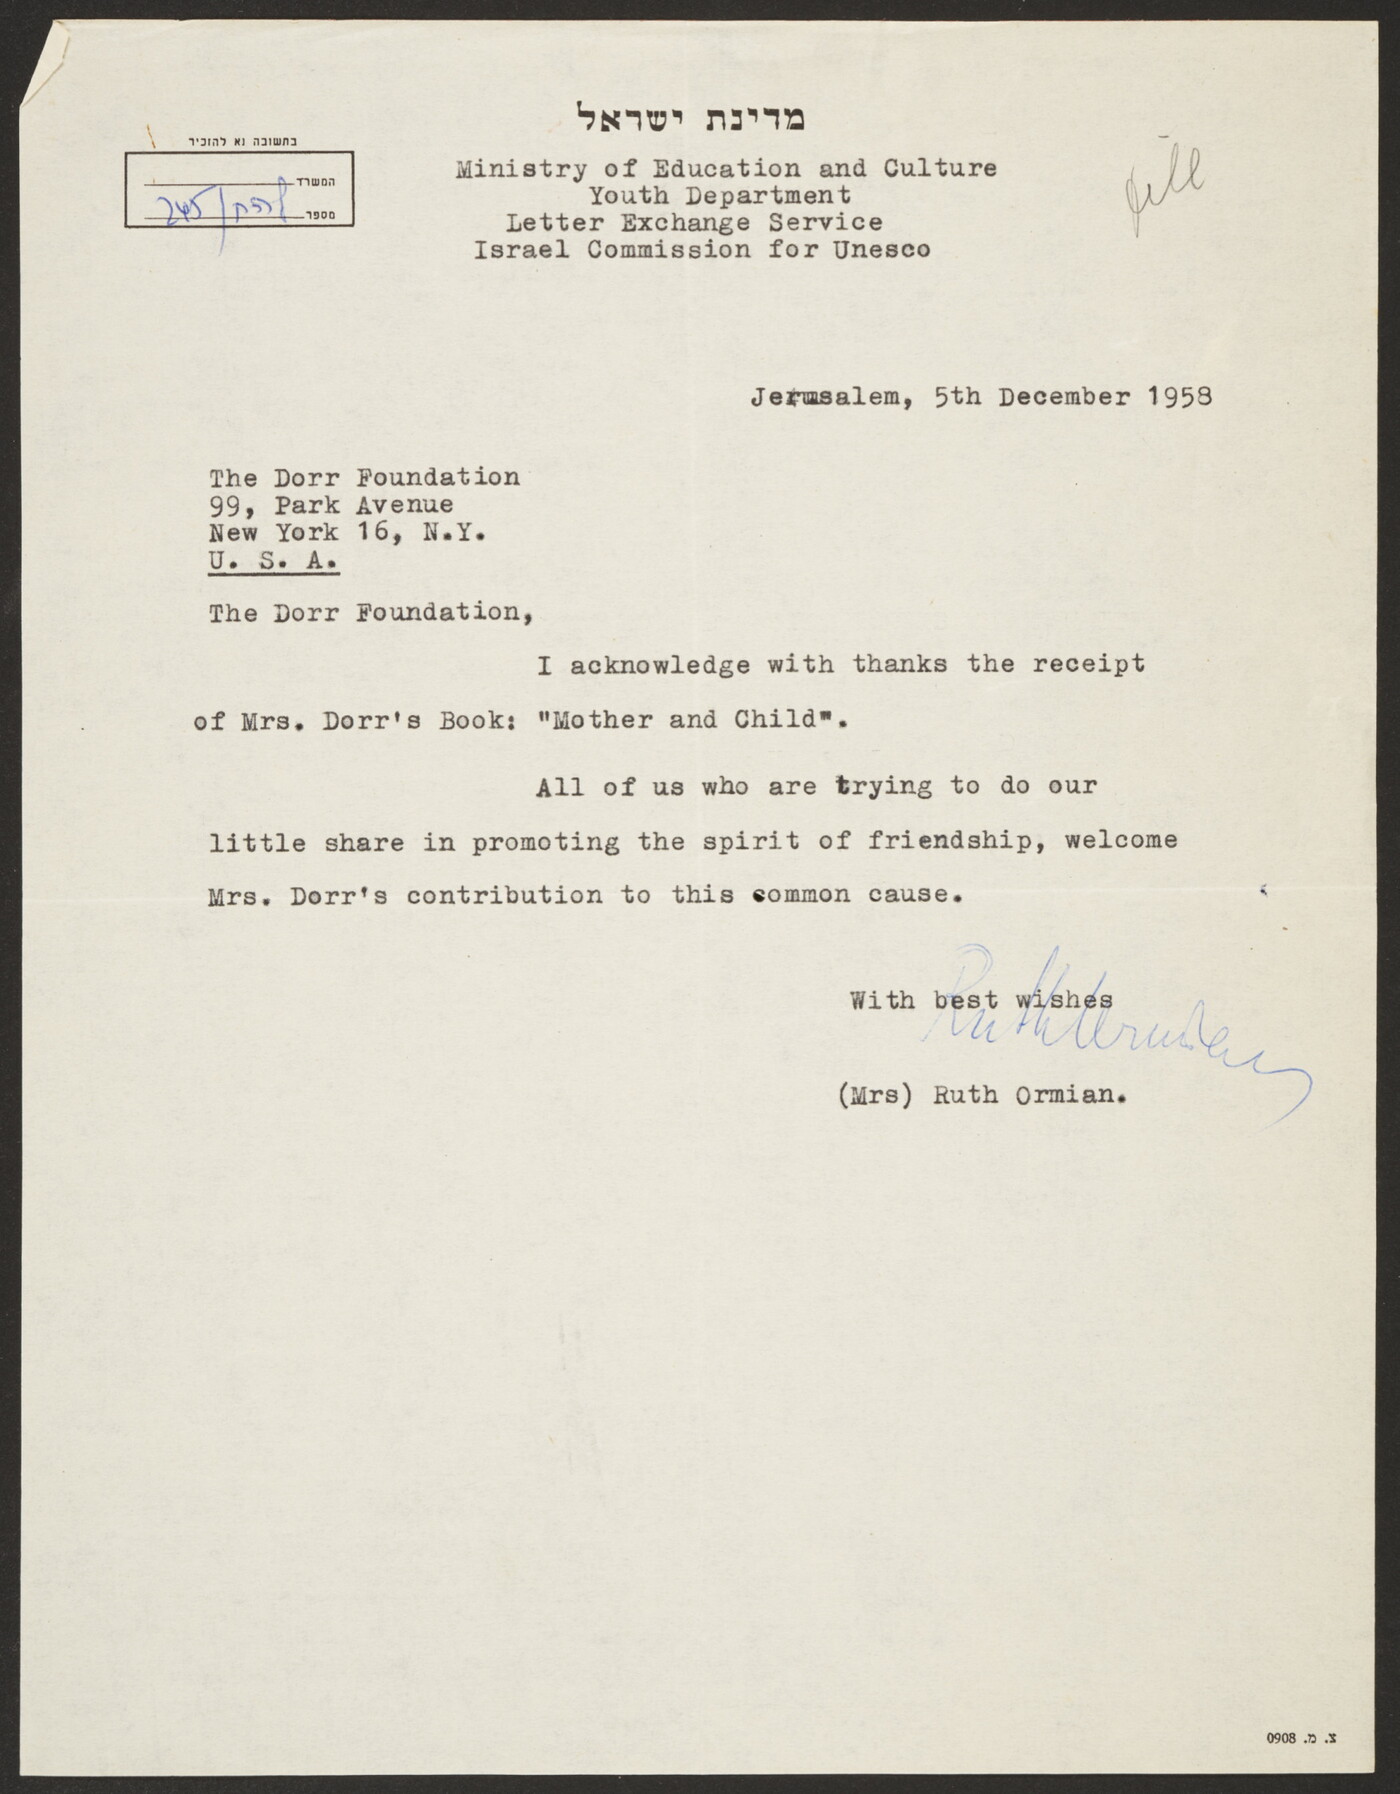 מדינת ישראל
בתשובה נא להזכיר
המשרד
מספר
Ministry of Education and Culture
Youth Department
Letter Exchange Service
Israel Commission for Unesco
Jerusalem, 5th December 1958
The Dorr Foundation
99, Park Avenue
New York 16, N.Y.
U. S. A.
The Dorr Foundation,
I acknowledge with thanks the receipt
of Mrs. Dorr's Book: "Mother and Child".
All of us who are trying to do our
little share in promoting the spirit of friendship, welcome
Mrs. Dorr's contribution to this common cause.
With best wishes
Ruth Ormian
(Mrs) Ruth Ormian.
צ. מ. 0908